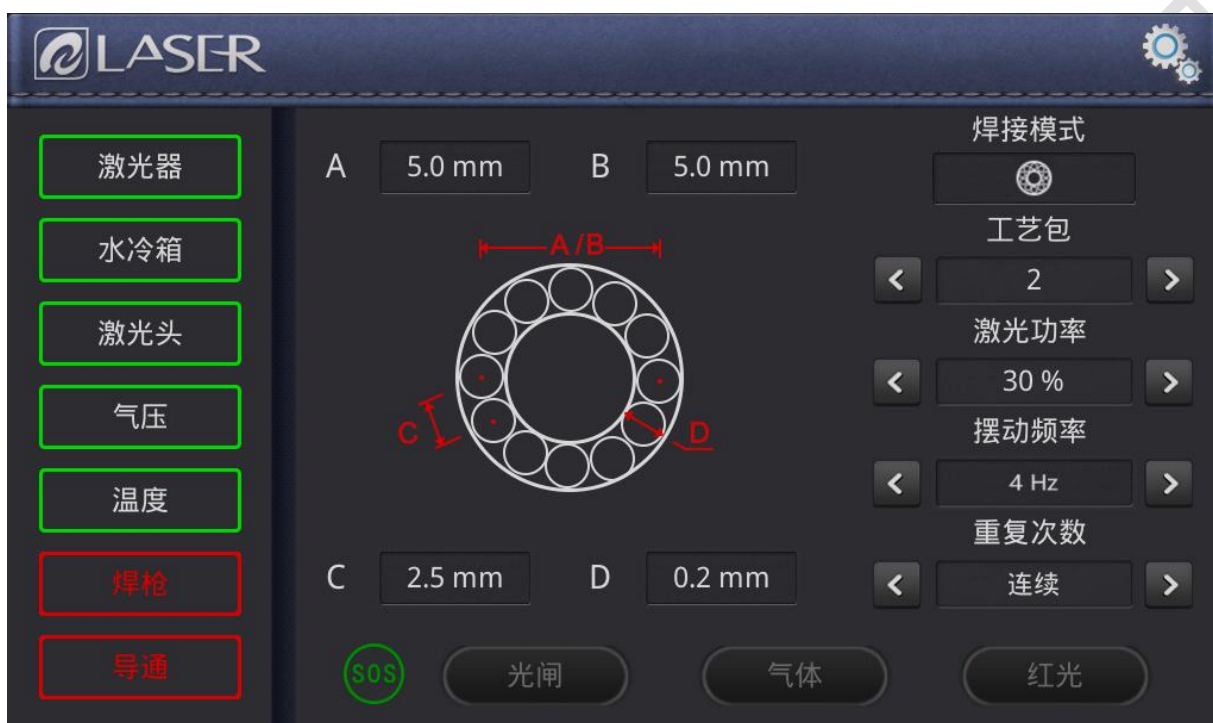 LASER
激光器
水冷箱
激光头
气压
温度
焊枪
导通
A 5.0 mm B 5.0 mm
A/B
C
D
C 2.5 mm D 0.2 mm
SOS 光闸 气体 红光
焊接模式
工艺包
< 2 >
激光功率
< 30 % >
摆动频率
< 4 Hz >
重复次数
< 连续 >